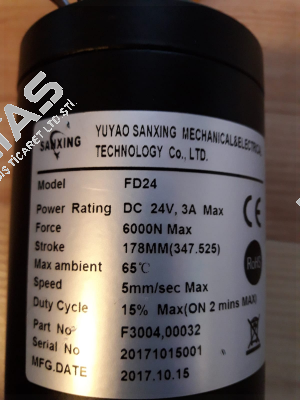 SANXING
YUYAO SANXING MECHANICAL&ELECTRICAL
TECHNOLOGY Co., LTD.
Model FD24
Power Rating DC 24V, 3A Max
Force 6000N Max
Stroke 178MM(347.525)
Max ambient 65℃
Speed 5mm/sec Max
Duty Cycle 15% Max(ON 2 mins MAX)
Part No F3004,00032
Serial No 20171015001
MFG.DATE 2017.10.15
CE
RoHS